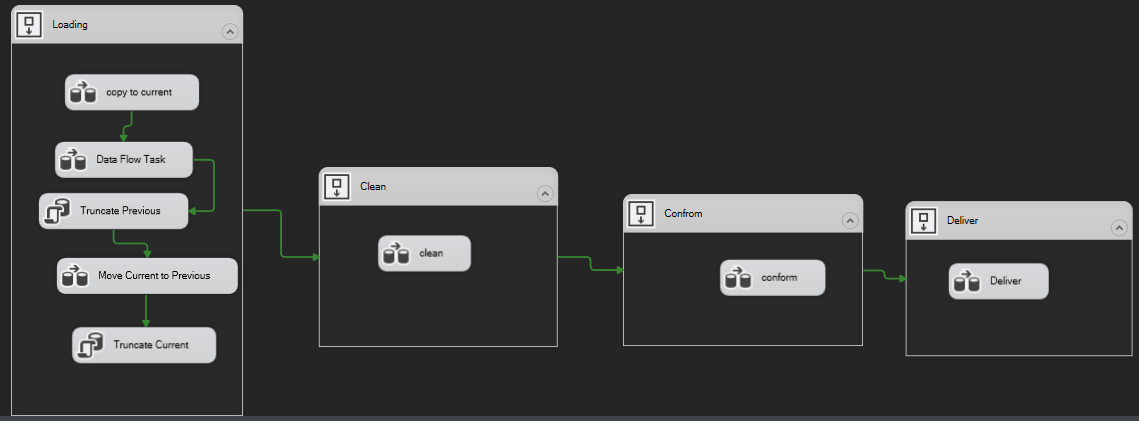 Loading
copy to current
Data Flow Task
Truncate Previous
Move Current to Previous
Truncate Current
Clean
clean
Confrom
conform
Deliver
Deliver